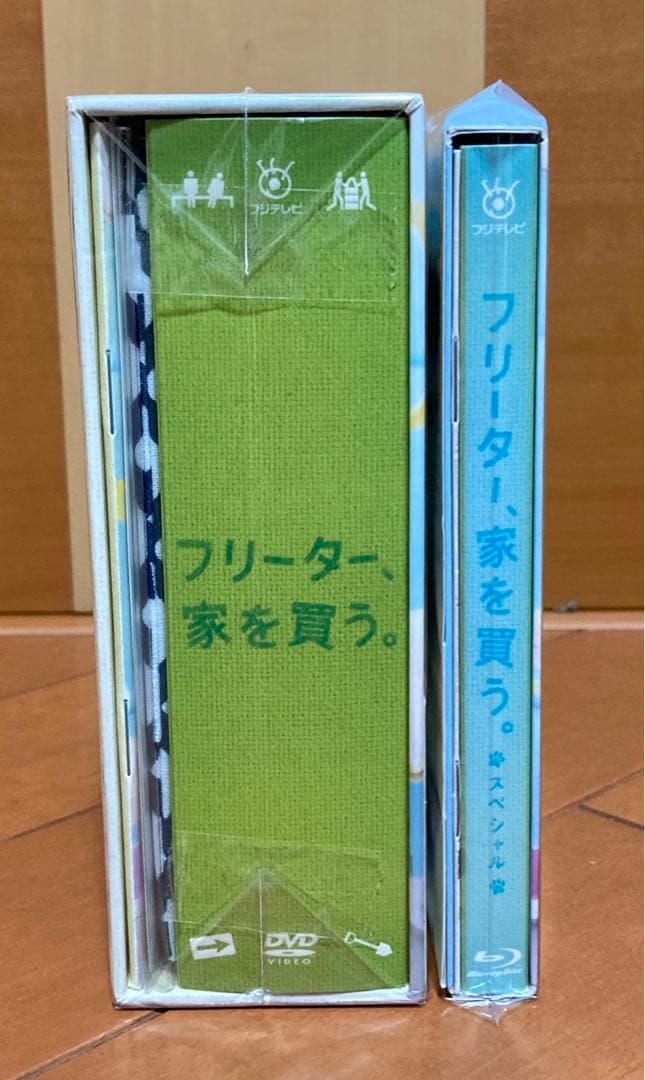 フジテレビ
フリーター、
家を買う。
DVD
VIDEO
フジテレビ
フリーター、家を買う。
スペシャル
Blu-ray Disc